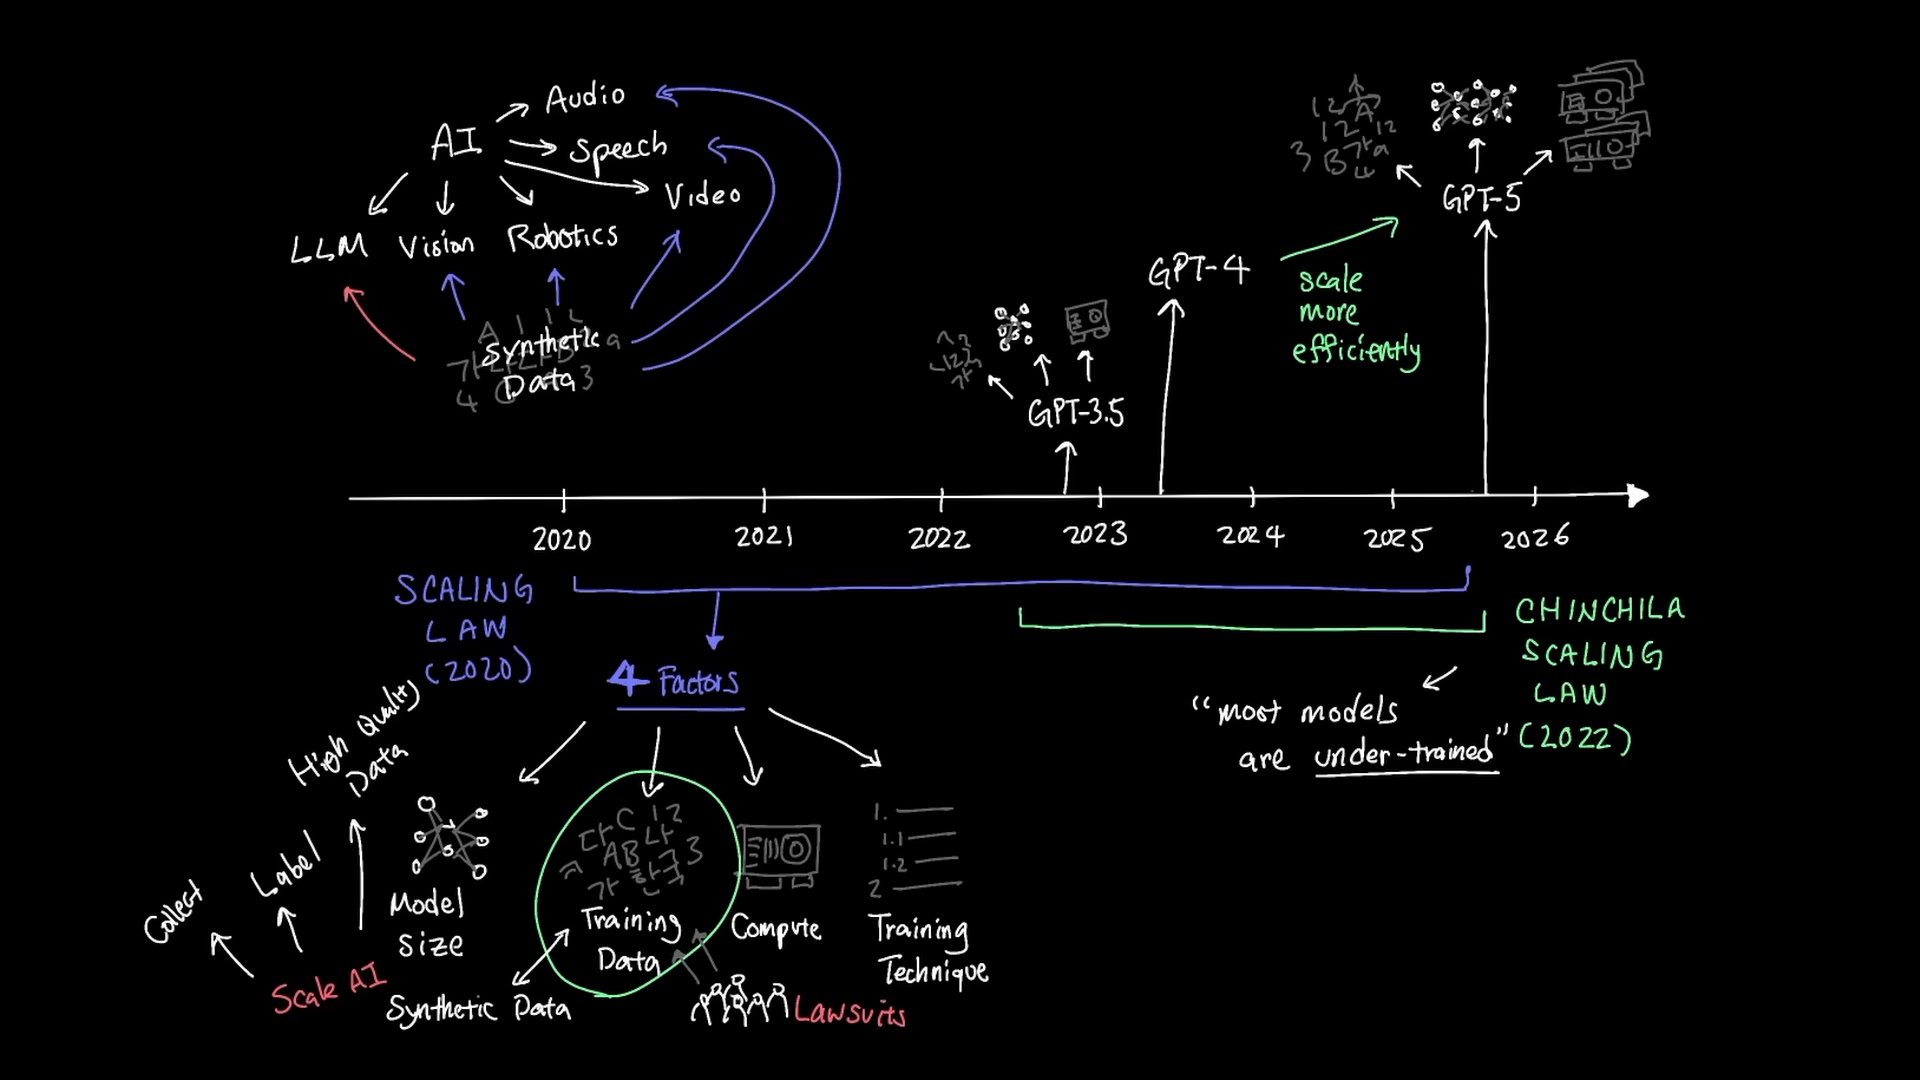 Audio
AI
Speech
Video
LLM
Vision
Robotics
Synthetic
Data
GPT-5
GPT-4
scale
more
efficiently
GPT-3.5
2020
2021
2022
2023
2024
2025
2026
SCALING
LAW
(2020)
4 Factors
CHINCHILA
SCALING
LAW
(2022)
"most models
are under-trained"
High Quality
Data
Label
Collect
Scale AI
Model
Size
Training
Data
Compute
1.
1.1
1.2
2
Training
Technique
Synthetic Data
Lawsuits